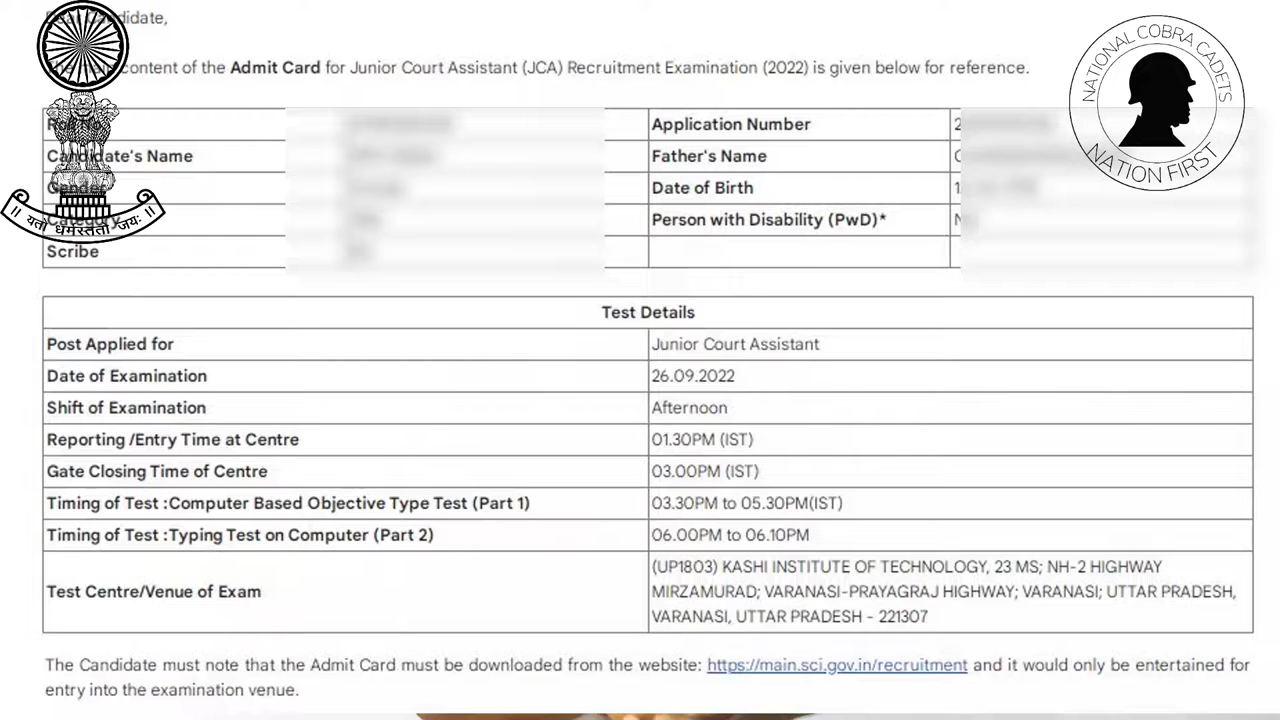 Dear Candidate,
content of the Admit Card for Junior Court Assistant (JCA) Recruitment Examination (2022) is given below for reference.
NATIONAL COBRA CADETS
NATION FIRST
Application Number 2
Candidate's Name Father's Name
Gender Date of Birth 1
Category Person with Disability (PwD)* N
यतो धर्मस्ततो जयः
Scribe
Test Details
Post Applied for Junior Court Assistant
Date of Examination 26.09.2022
Shift of Examination Afternoon
Reporting /Entry Time at Centre 01.30PM (IST)
Gate Closing Time of Centre 03.00PM (IST)
Timing of Test :Computer Based Objective Type Test (Part 1) 03.30PM to 05.30PM(IST)
Timing of Test :Typing Test on Computer (Part 2) 06.00PM to 06.10PM
Test Centre/Venue of Exam (UP1803) KASHI INSTITUTE OF TECHNOLOGY, 23 MS; NH-2 HIGHWAY
MIRZAMURAD; VARANASI-PRAYAGRAJ HIGHWAY; VARANASI; UTTAR PRADESH,
VARANASI, UTTAR PRADESH - 221307
The Candidate must note that the Admit Card must be downloaded from the website: https://main.sci.gov.in/recruitment and it would only be entertained for
entry into the examination venue.